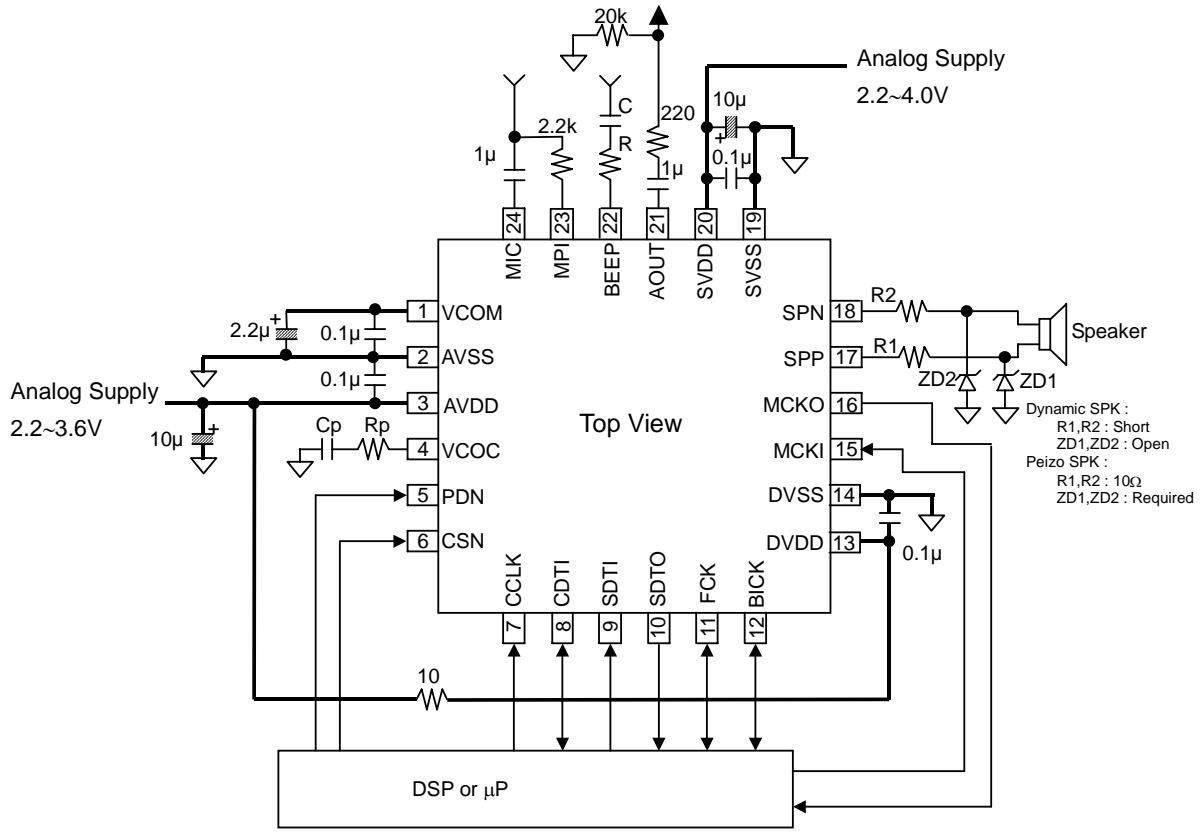 20k
Analog Supply
2.2~4.0V
10µ
+
220
C
2.2k
R
1µ
1µ
0.1µ
24
23
22
21
20
19
MIC
MPI
BEEP
AOUT
SVDD
SVSS
1 VCOM
2.2µ
+
0.1µ
2 AVSS
0.1µ
Analog Supply
2.2~3.6V
3 AVDD
10µ
+
Cp
Rp
4 VCOC
5 PDN
6 CSN
Top View
SPN 18
R2
SPP 17
R1
Speaker
ZD2
ZD1
MCKO 16
MCKI 15
DVSS 14
DVDD 13
0.1µ
Dynamic SPK :
R1,R2 : Short
ZD1,ZD2 : Open
Peizo SPK :
R1,R2 : 10Ω
ZD1,ZD2 : Required
CCLK
CDTI
SDTI
SDTO
FCK
BICK
7
8
9
10
11
12
10
DSP or µP